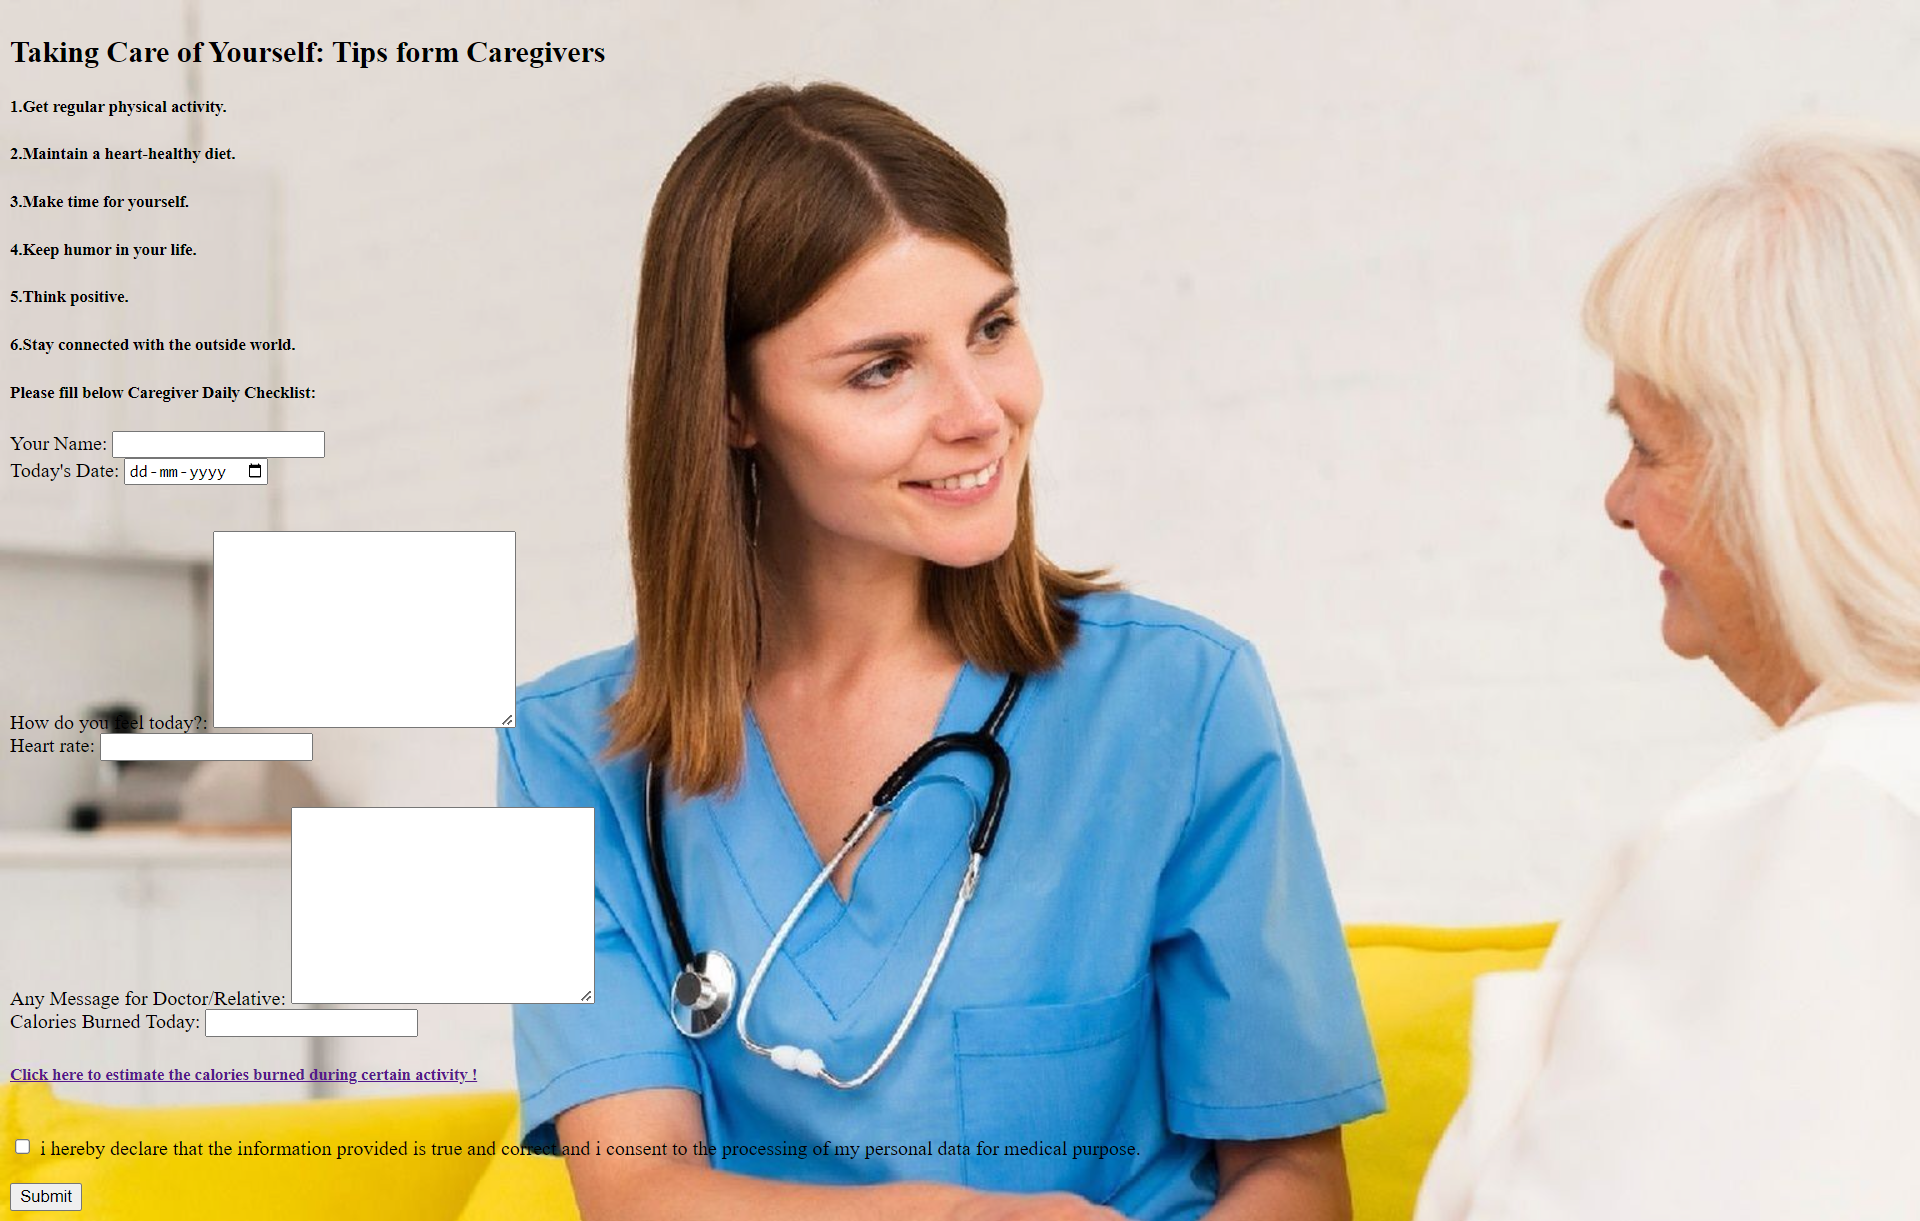 Taking Care of Yourself: Tips form Caregivers
1.Get regular physical activity.
2.Maintain a heart-healthy diet.
3.Make time for yourself.
4.Keep humor in your life.
5.Think positive.
6.Stay connected with the outside world.
Please fill below Caregiver Daily Checklist:
Your Name:
Today's Date: dd-mm-yyyy
How do you feel today?:
Heart rate:
Any Message for Doctor/Relative:
Calories Burned Today:
Click here to estimate the calories burned during certain activity !
i hereby declare that the information provided is true and correct and i consent to the processing of my personal data for medical purpose.
Submit